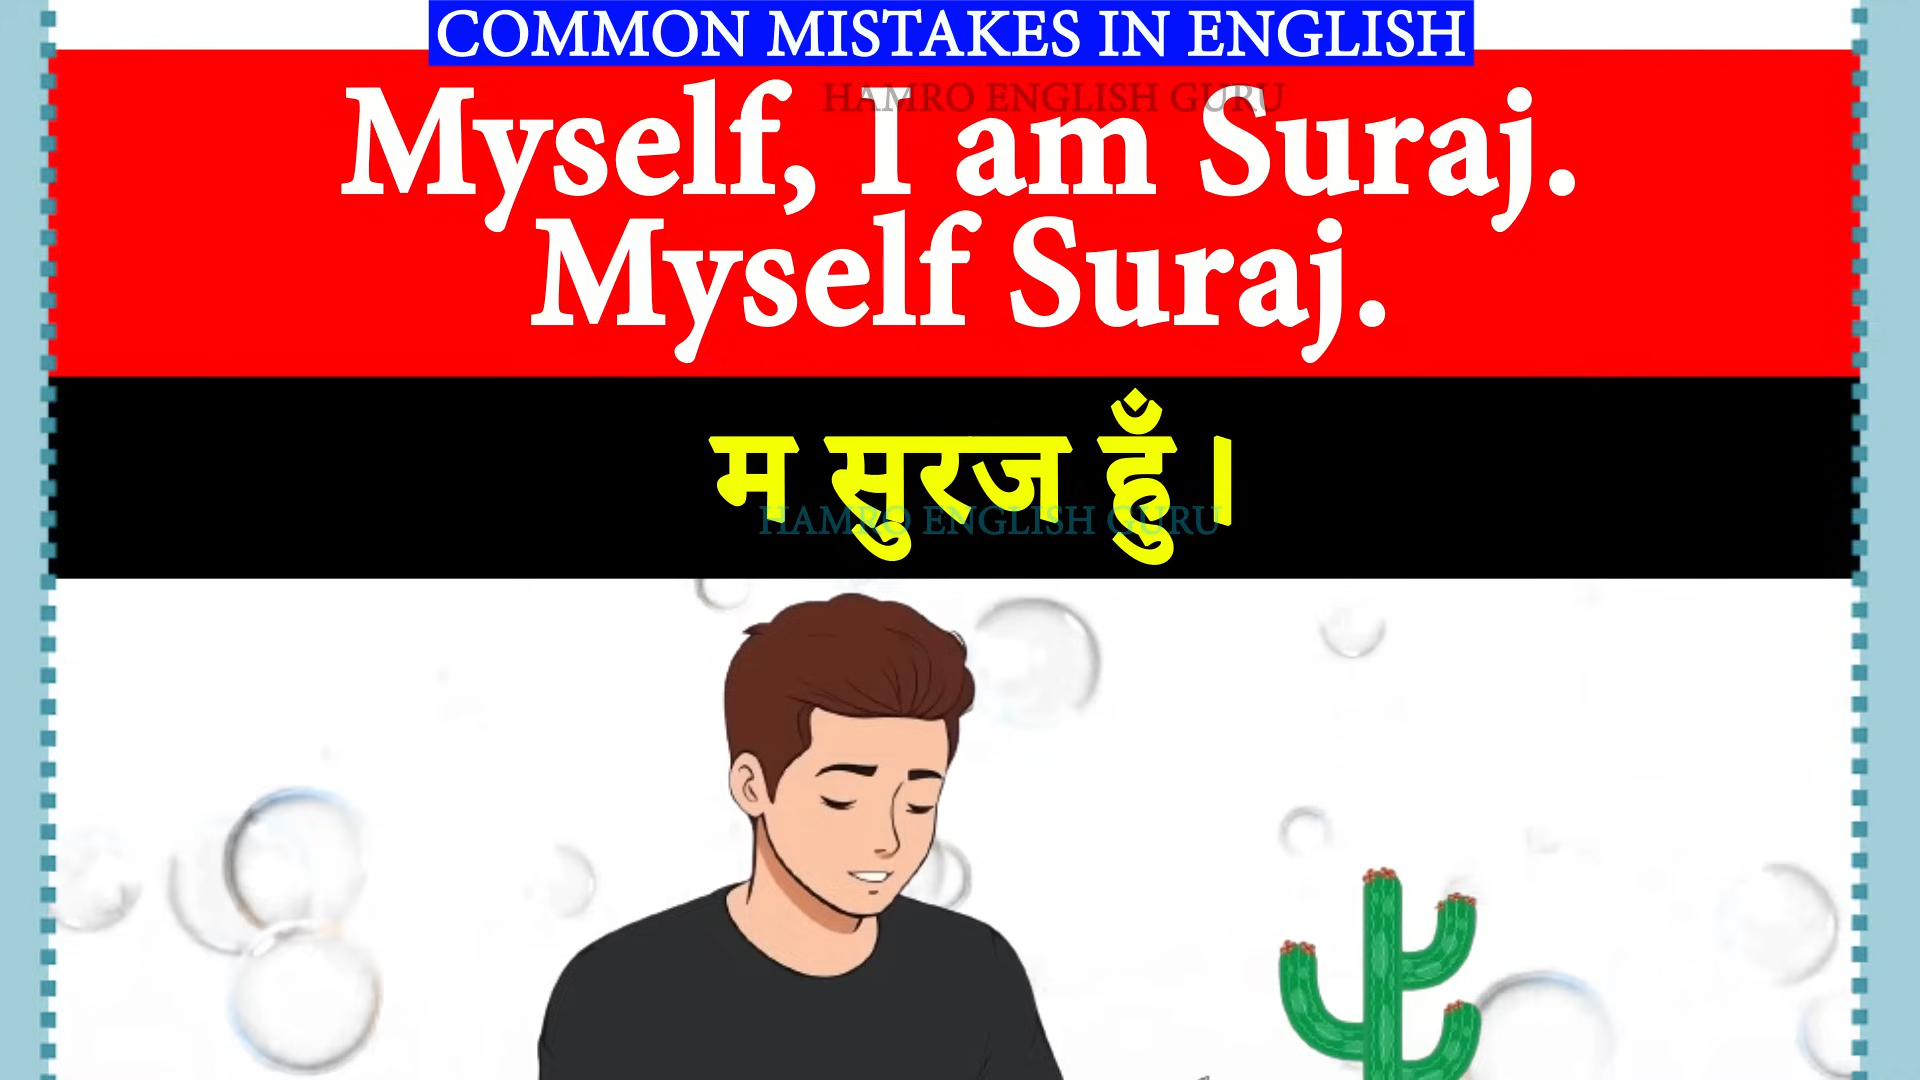 COMMON MISTAKES IN ENGLISH
HAMRO ENGLISH GURU
Myself, I am Suraj.
Myself Suraj.
म सुरज हुँ।
HAMRO ENGLISH GURU